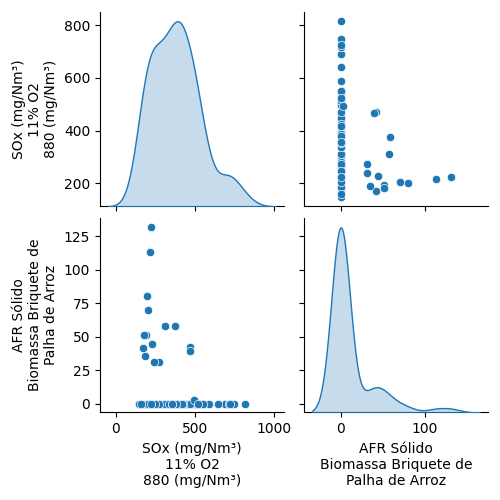 800
600
400
200
SOx (mg/Nm³)
11% O2
880 (mg/Nm³)
125
100
75
50
25
0
AFR Sólido
Biomassa Briquete de
Palha de Arroz
0 500 1000
SOx (mg/Nm³)
11% O2
880 (mg/Nm³)
0 100
AFR Sólido
Biomassa Briquete de
Palha de Arroz